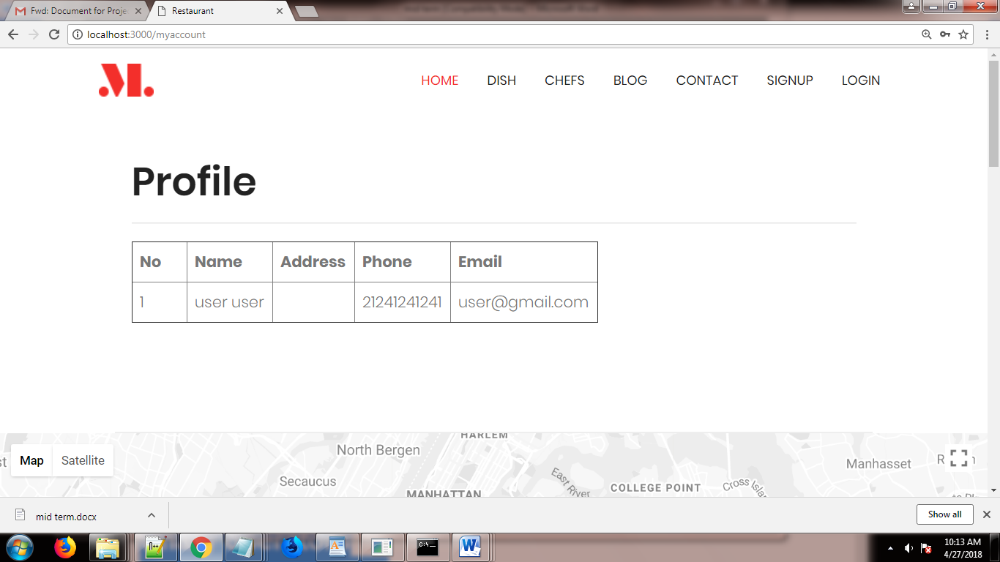 Fwd: Document for Proje
Restaurant
localhost:3000/myaccount
M.
HOME DISH CHEFS BLOG CONTACT SIGNUP LOGIN
Profile
No Name Address Phone Email
1 user user 21241241241 user@gmail.com
HARLEM
North Bergen
Map Satellite
Manhasset
Secaucus
East River
COLLEGE POINT
Cross Isla
MANHATTAN
mid term.docx
Show all
10:13 AM
4/27/2018